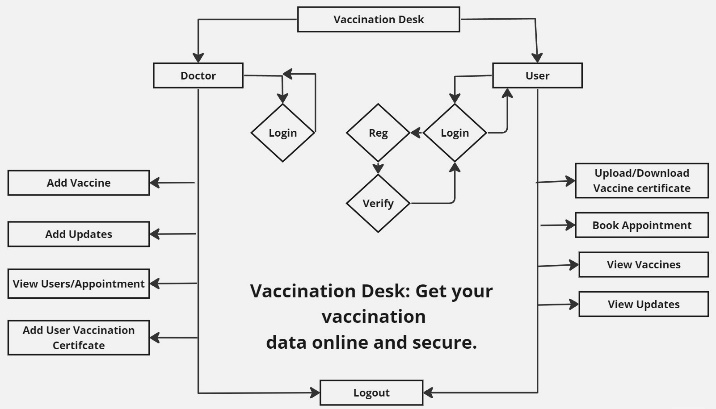 Vaccination Desk
Doctor
User
Login
Reg
Login
Verify
Add Vaccine
Add Updates
View Users/Appointment
Add User Vaccination
Certifcate
Upload/Download
Vaccine certificate
Book Appointment
View Vaccines
View Updates
Vaccination Desk: Get your
vaccination
data online and secure.
Logout